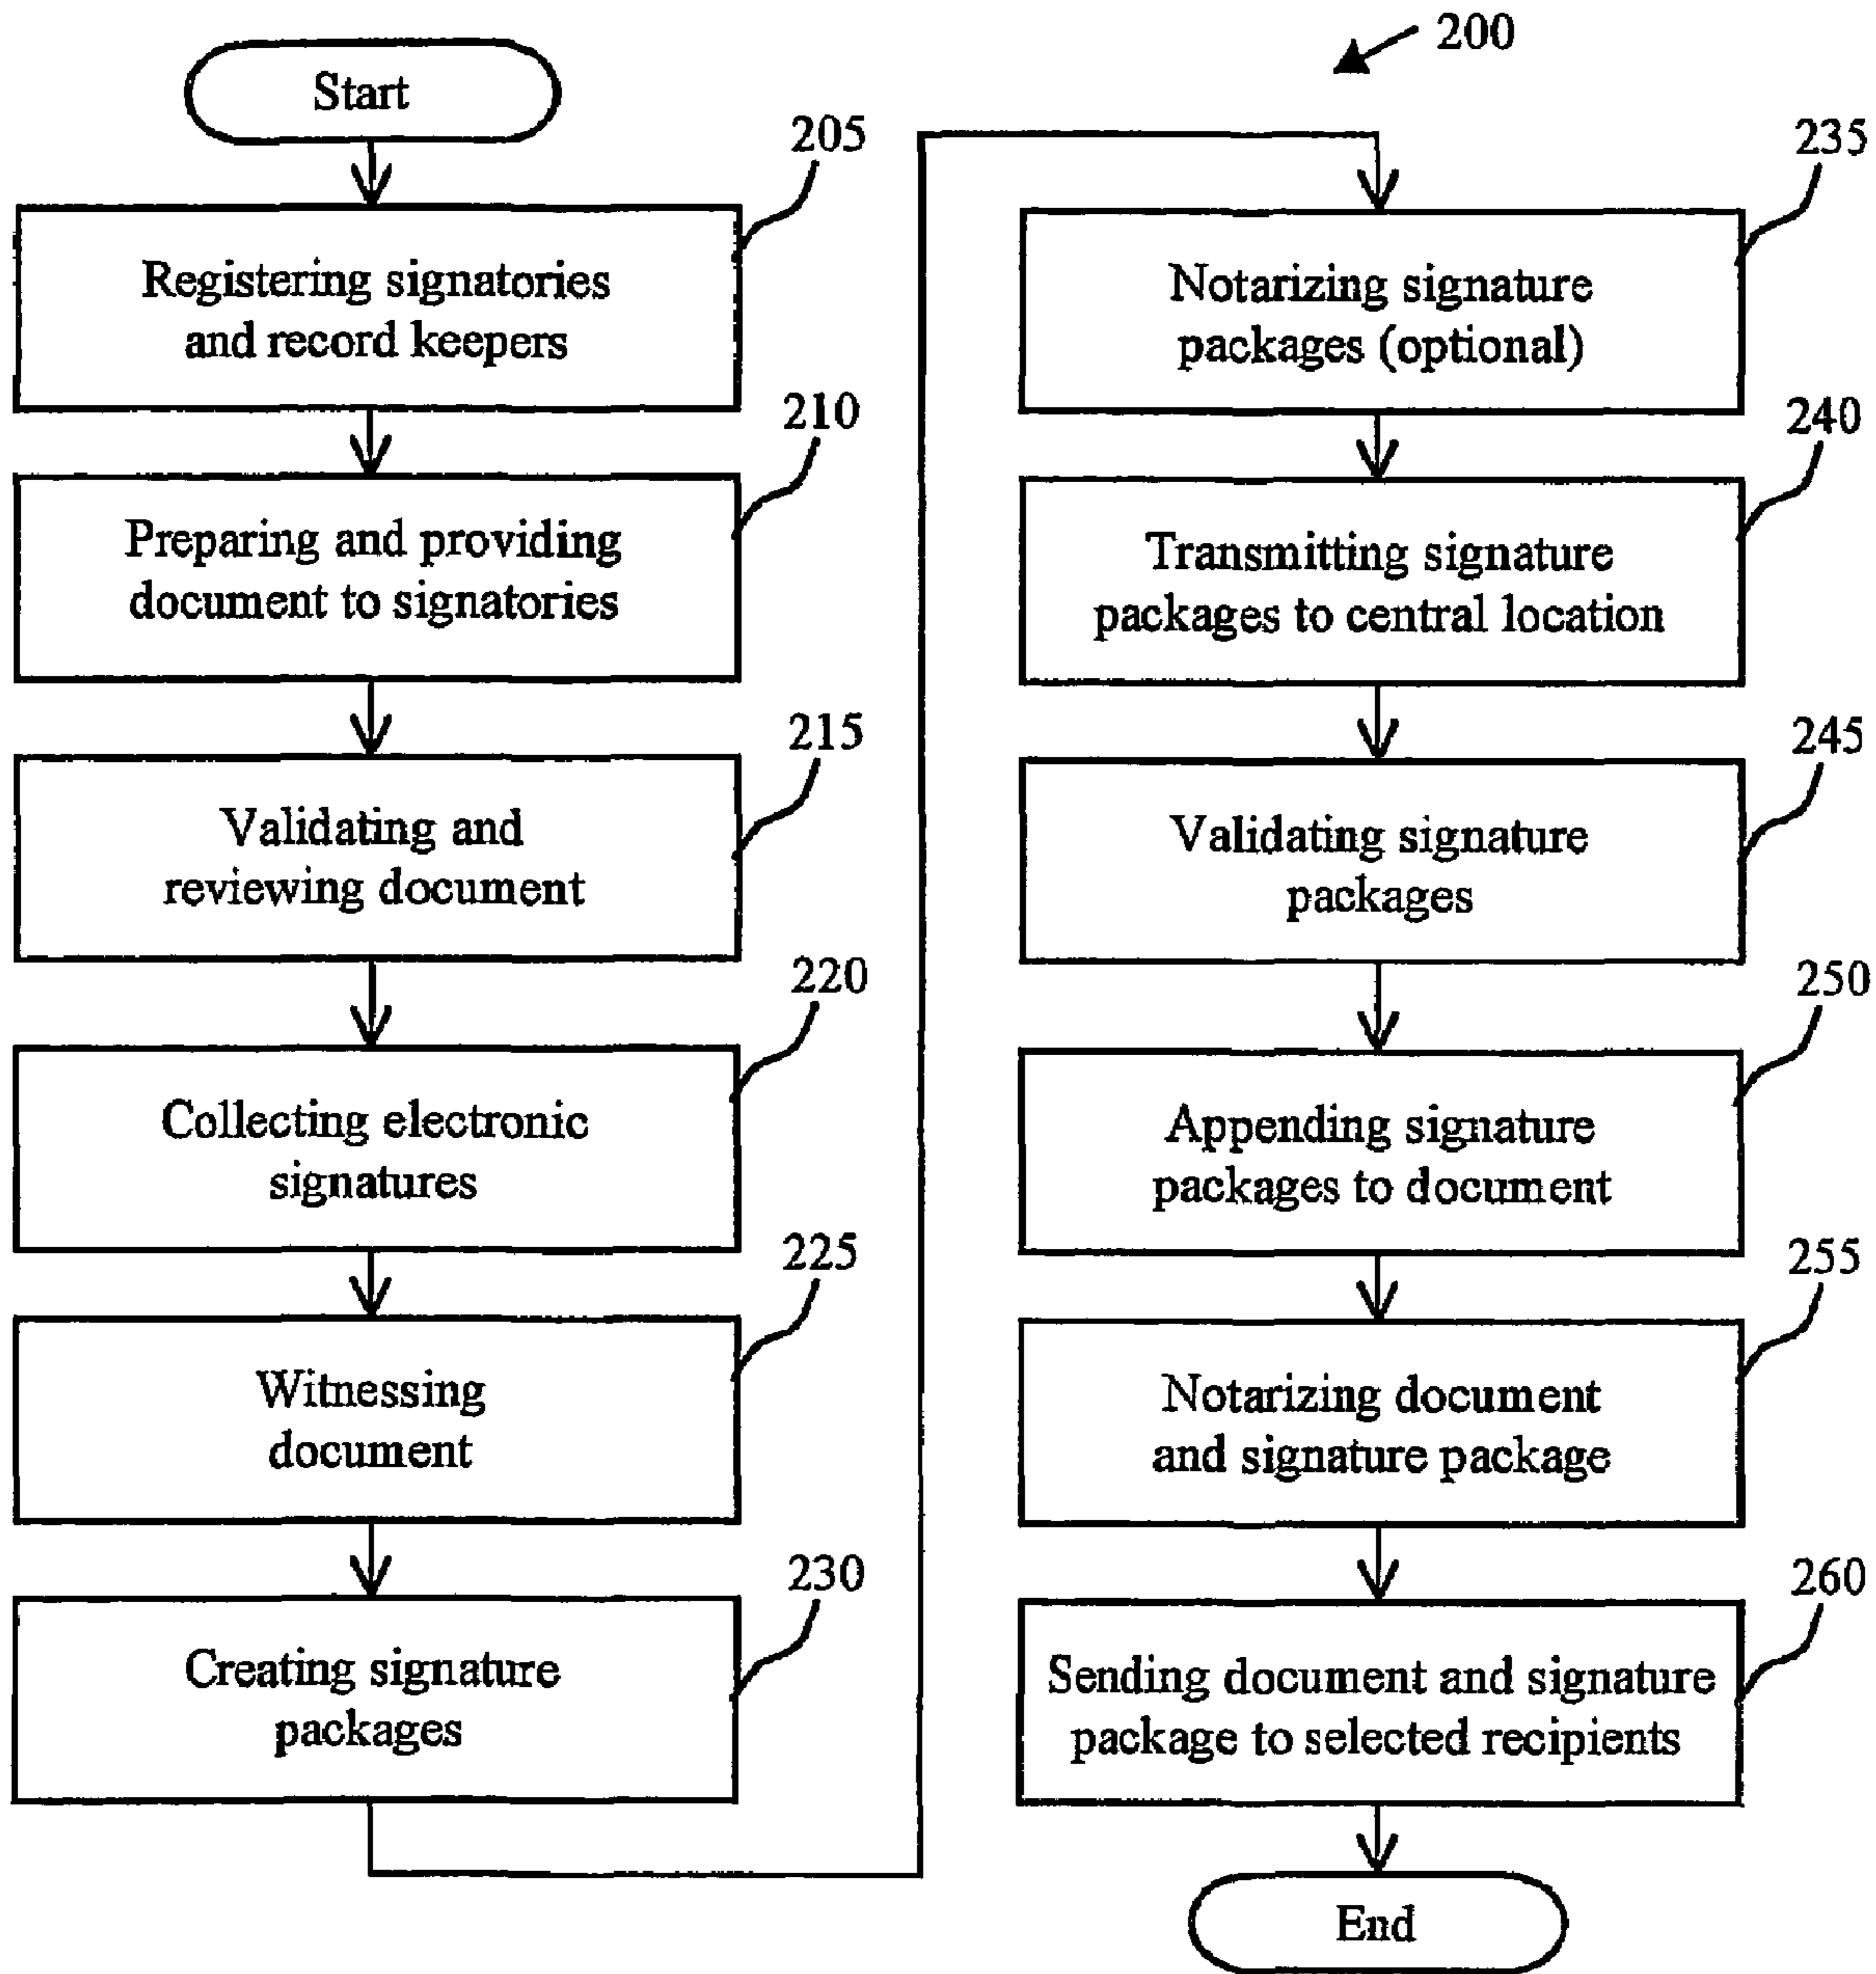 200
Start
205
Registering signatories
and record keepers
210
Preparing and providing
document to signatories
215
Validating and
reviewing document
220
Collecting electronic
signatures
225
Witnessing
document
230
Creating signature
packages
235
Notarizing signature
packages (optional)
240
Transmitting signature
packages to central location
245
Validating signature
packages
250
Appending signature
packages to document
255
Notarizing document
and signature package
260
Sending document and signature
package to selected recipients
End